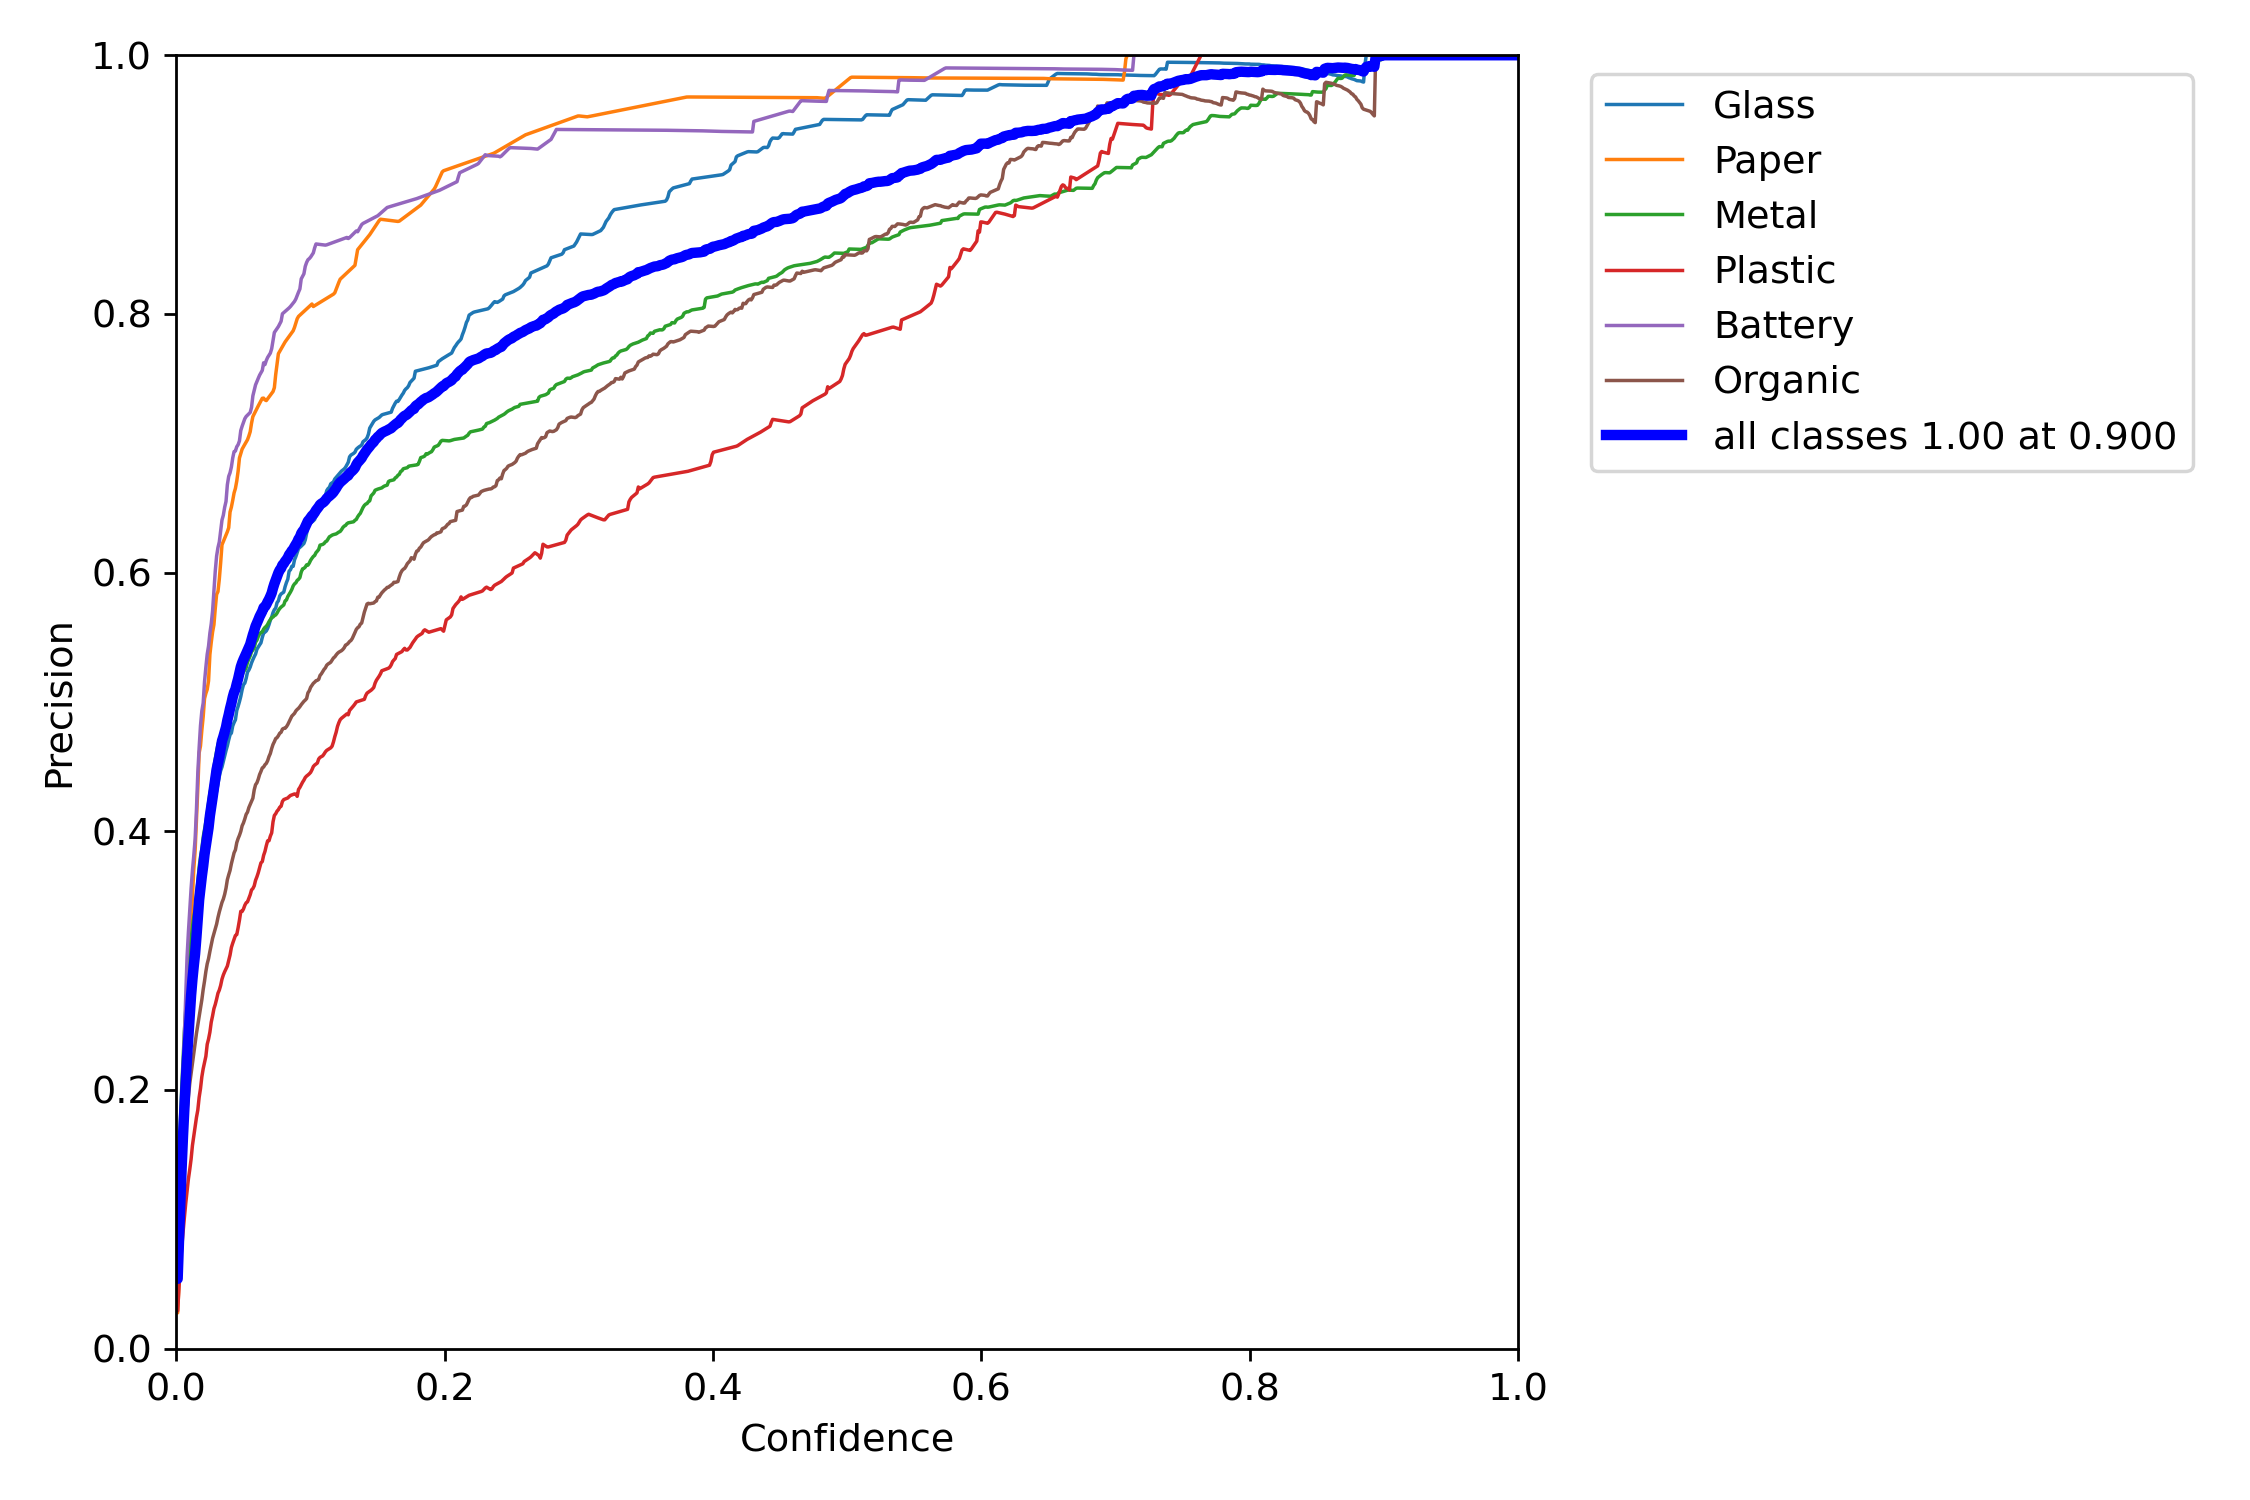 1.0
0.8
0.6
0.4
0.2
0.0
0.0 0.2 0.4 0.6 0.8 1.0
Precision
Confidence
Glass
Paper
Metal
Plastic
Battery
Organic
all classes 1.00 at 0.900